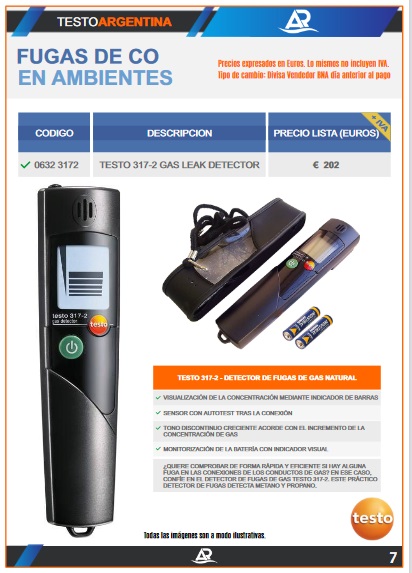 TESTOARGENTINA
AR
FUGAS DE CO
EN AMBIENTES
Precios expresados en Euros. Lo mismos no incluyen IVA.
Tipo de cambio: Divisa Vendedor BNA día anterior al pago
CODIGO DESCRIPCION PRECIO LISTA (EUROS) + IVA
0632 3172 TESTO 317-2 GAS LEAK DETECTOR € 202
testo 317-2
gas detector
testo
TESTO 317-2 - DETECTOR DE FUGAS DE GAS NATURAL
VISUALIZACIÓN DE LA CONCENTRACIÓN MEDIANTE INDICADOR DE BARRAS
SENSOR CON AUTOTEST TRAS LA CONEXIÓN
TONO DISCONTINUO CRECIENTE ACORDE CON EL INCREMENTO DE LA
CONCENTRACIÓN DE GAS
MONITORIZACIÓN DE LA BATERÍA CON INDICADOR VISUAL
¿QUIERE COMPROBAR DE FORMA RÁPIDA Y EFICIENTE SI HAY ALGUNA
FUGA EN LAS CONEXIONES DE LOS CONDUCTOS DE GAS? EN ESE CASO,
CONFÍE EN EL DETECTOR DE FUGAS DE GAS TESTO 317-2. ESTE PRÁCTICO
DETECTOR DE FUGAS DETECTA METANO Y PROPANO.
testo
Todas las imágenes son a modo ilustrativas.
AR
7